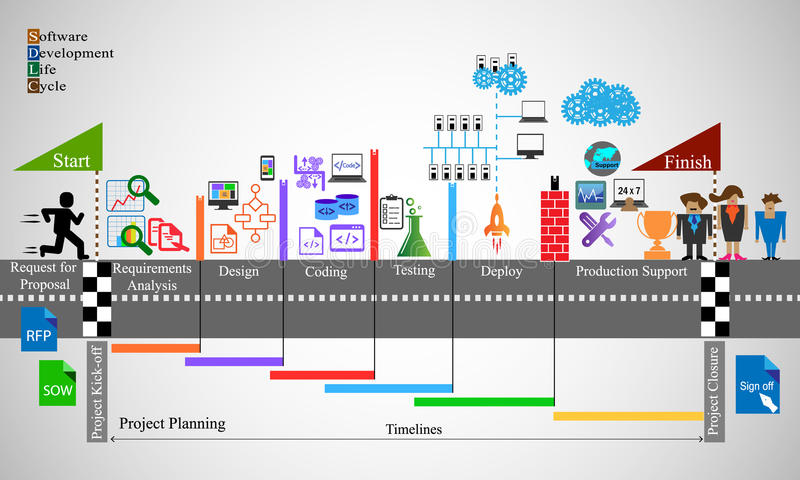 Software
Development
Life
Cycle
Start
Finish
</Code>
Support
24 x 7
Request for
Proposal
Requirements
Analysis
Design
Coding
Testing
Deploy
Production Support
RFP
SOW
Project Kick-off
Project Planning
Timelines
Project Closure
Sign off